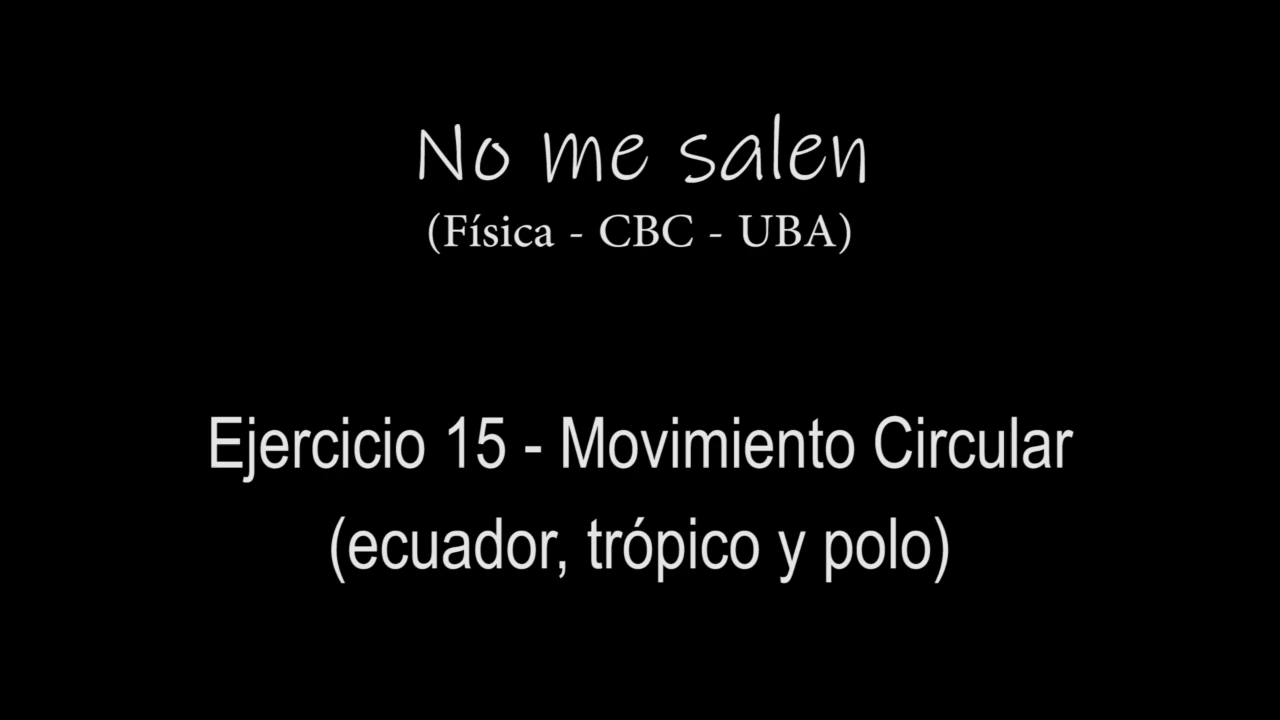 No me salen
(Física - CBC - UBA)
Ejercicio 15 - Movimiento Circular
(ecuador, trópico y polo)